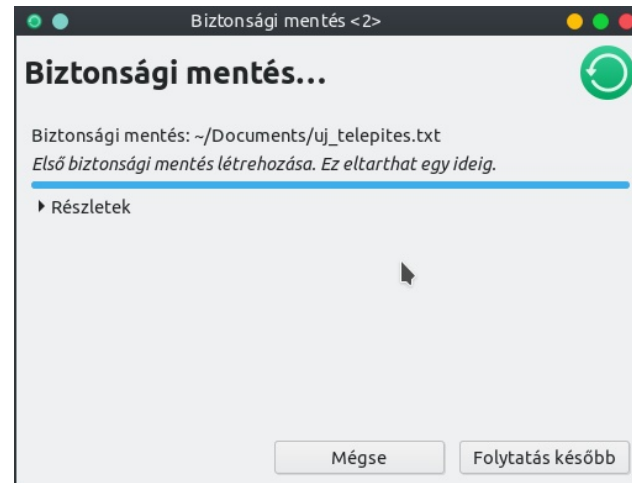 Biztonsági mentés <2>
Biztonsági mentés...
Biztonsági mentés: ~/Documents/uj_telepites.txt
Első biztonsági mentés létrehozása. Ez eltarthat egy ideig.
Részletek
Mégse
Folytatás később